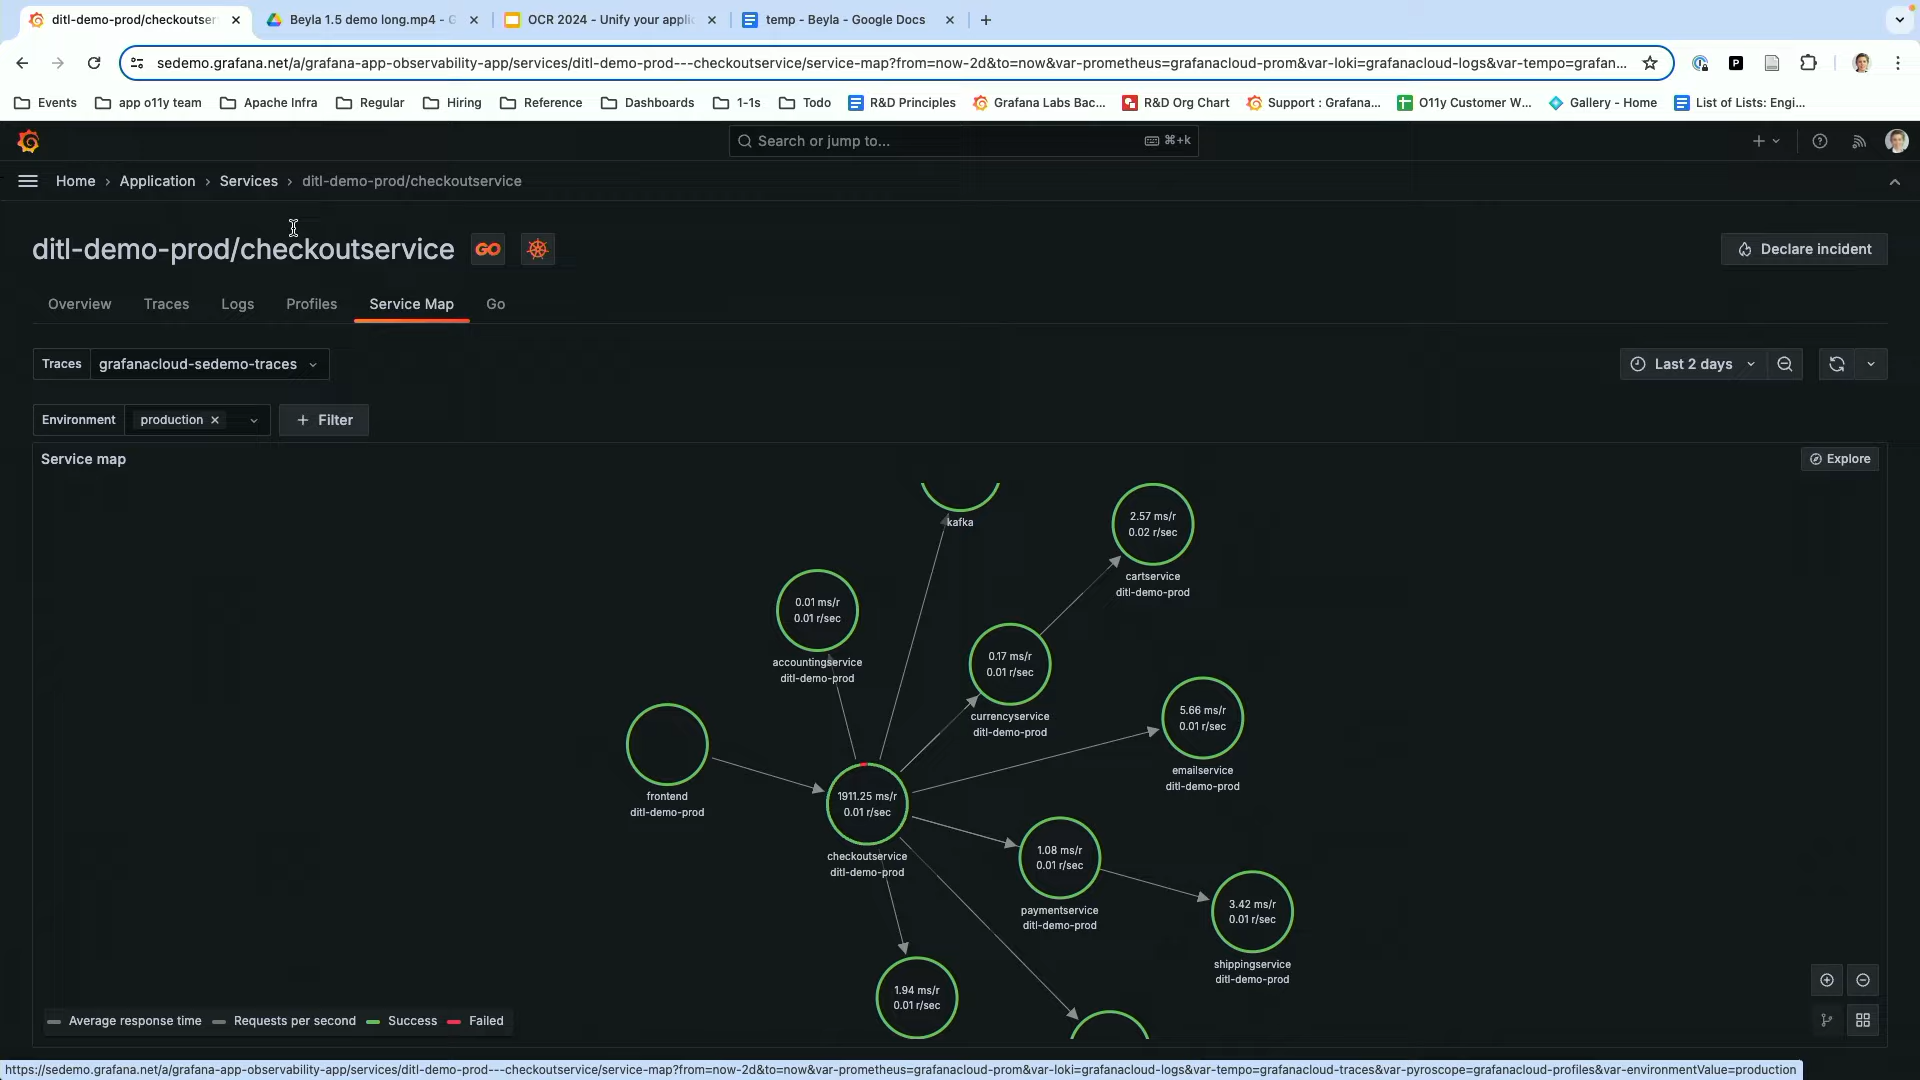 ditl-demo-prod/checkoutser
Beyla 1.5 demo long.mp4 - G
OCR 2024 - Unify your appli
temp - Beyla - Google Docs
sedemo.grafana.net/a/grafana-app-observability-app/services/ditl-demo-prod---checkoutservice/service-map?from=now-2d&to=now&var-prometheus=grafanacloud-prom&var-loki=grafanacloud-logs&var-tempo=grafan...
Events
app o11y team
Apache Infra
Regular
Hiring
Reference
Dashboards
1-1s
Todo
R&D Principles
Grafana Labs Bac...
R&D Org Chart
Support : Grafana...
O11y Customer W...
Gallery - Home
List of Lists: Engi...
Search or jump to...
⌘+k
Home › Application › Services › ditl-demo-prod/checkoutservice
ditl-demo-prod/checkoutservice
GO
Declare incident
Overview
Traces
Logs
Profiles
Service Map
Go
Traces
grafanacloud-sedemo-traces
Last 2 days
Environment
production
+ Filter
Service map
Explore
kafka
2.57 ms/r
0.02 r/sec
cartservice
ditl-demo-prod
0.01 ms/r
0.01 r/sec
accountingservice
ditl-demo-prod
0.17 ms/r
0.01 r/sec
currencyservice
ditl-demo-prod
5.66 ms/r
0.01 r/sec
emailservice
ditl-demo-prod
frontend
ditl-demo-prod
1911.25 ms/r
0.01 r/sec
checkoutservice
ditl-demo-prod
1.08 ms/r
0.01 r/sec
paymentservice
ditl-demo-prod
3.42 ms/r
0.01 r/sec
shippingservice
ditl-demo-prod
1.94 ms/r
0.01 r/sec
Average response time
Requests per second
Success
Failed
https://sedemo.grafana.net/a/grafana-app-observability-app/services/ditl-demo-prod---checkoutservice/service-map?from=now-2d&to=now&var-prometheus=grafanacloud-prom&var-loki=grafanacloud-logs&var-tempo=grafanacloud-traces&var-pyroscope=grafanacloud-profiles&var-environmentValue=production